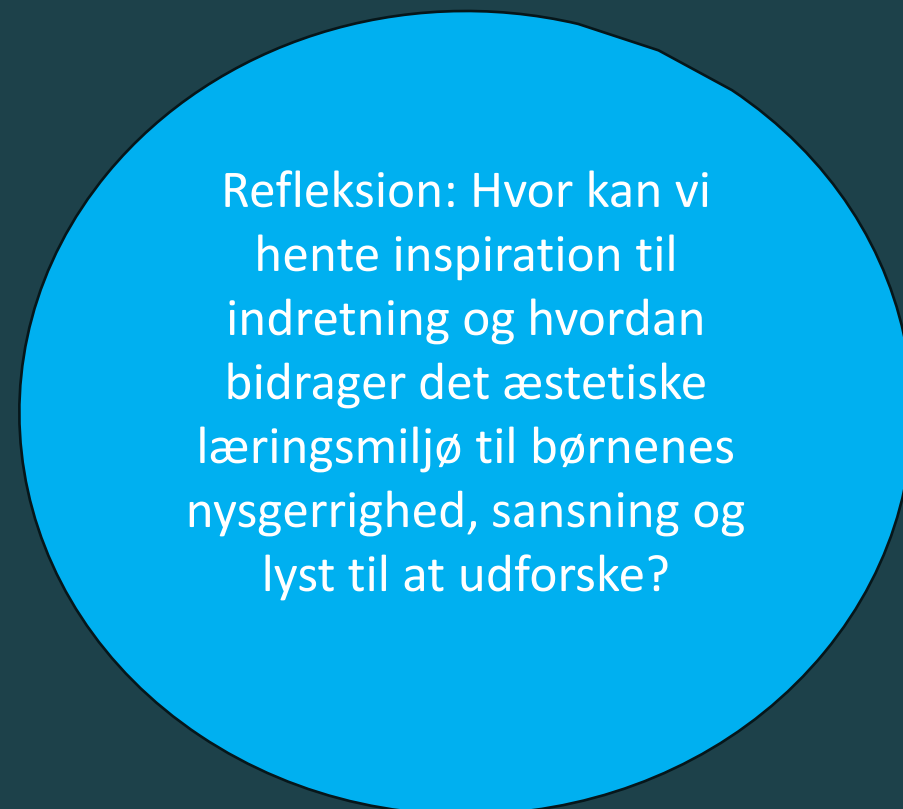 Refleksion: Hvor kan vi
hente inspiration til
indretning og hvordan
bidrager det æstetiske
læringsmiljø til børnenes
nysgerrighed, sansning og
lyst til at udforske?